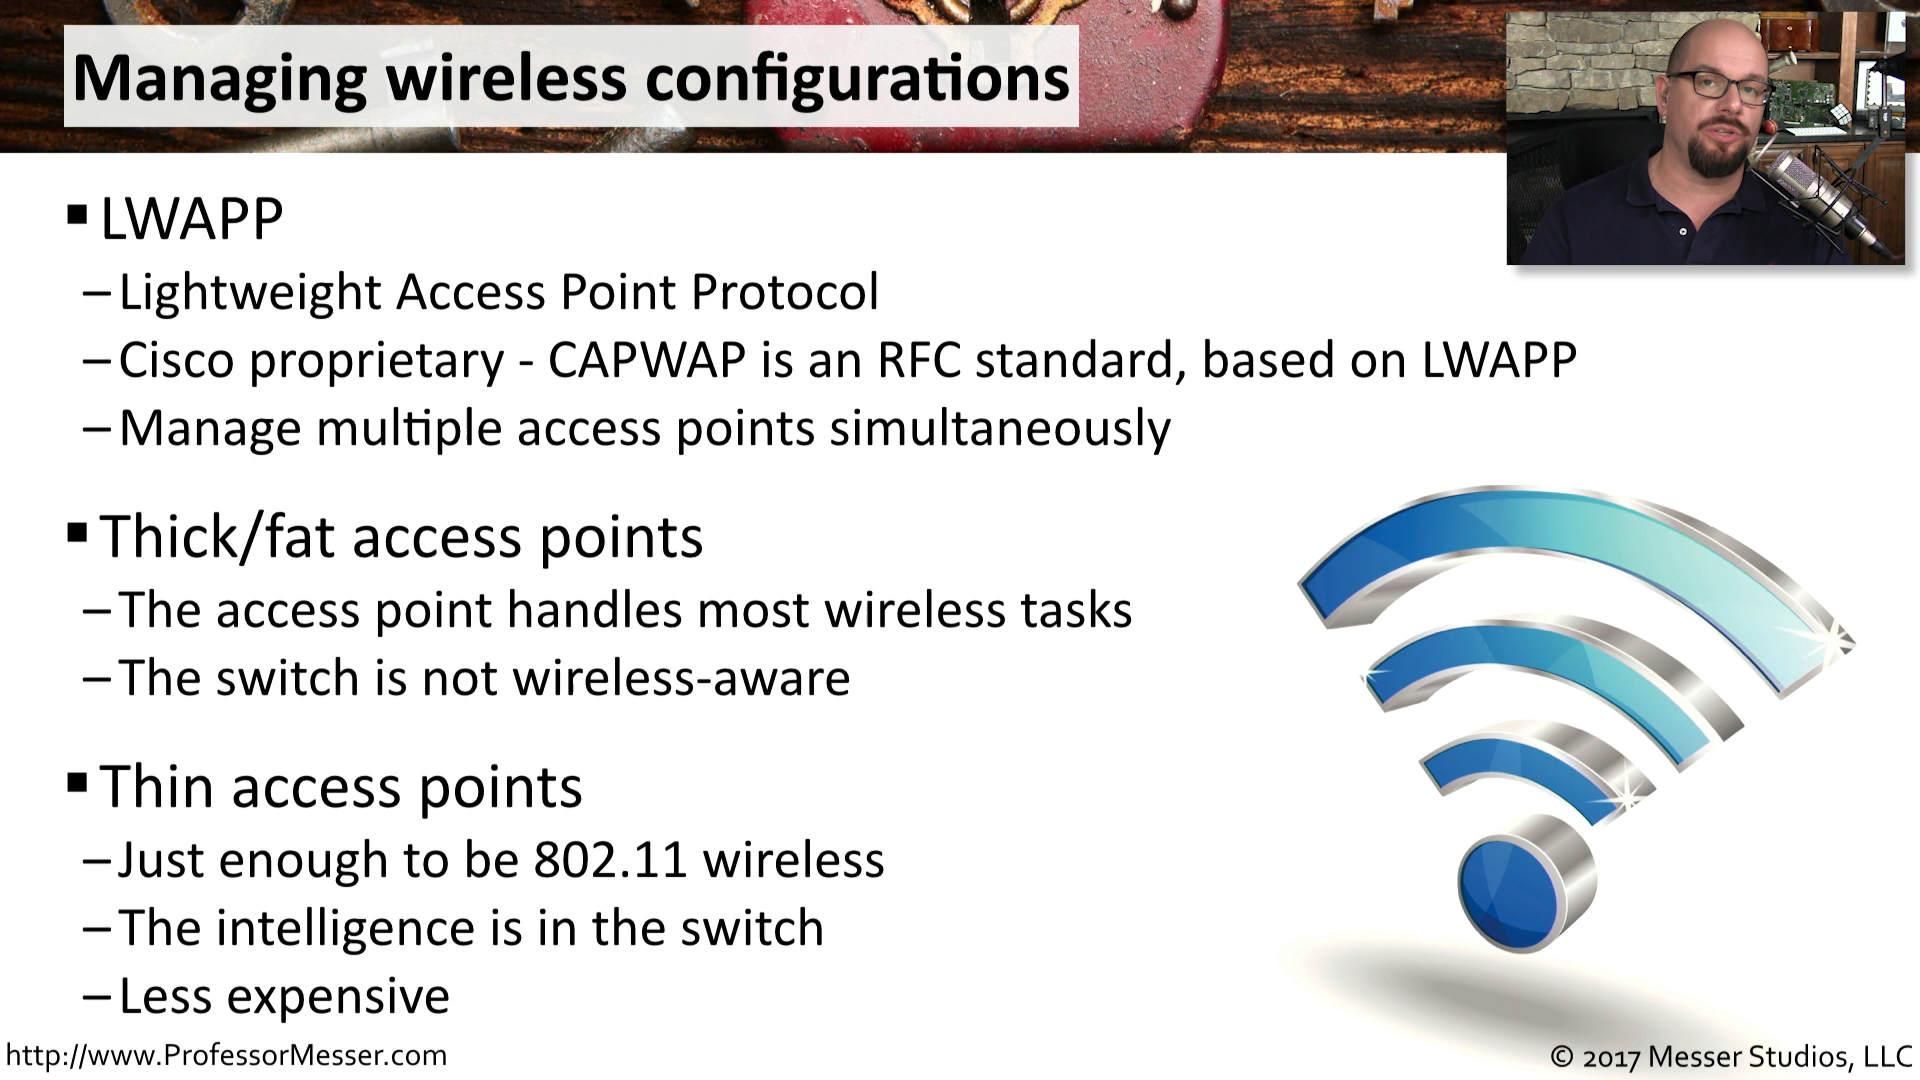 Managing wireless configurations
▪ LWAPP
– Lightweight Access Point Protocol
– Cisco proprietary - CAPWAP is an RFC standard, based on LWAPP
– Manage multiple access points simultaneously
▪ Thick/fat access points
– The access point handles most wireless tasks
– The switch is not wireless-aware
▪ Thin access points
– Just enough to be 802.11 wireless
– The intelligence is in the switch
– Less expensive
http://www.ProfessorMesser.com
© 2017 Messer Studios, LLC